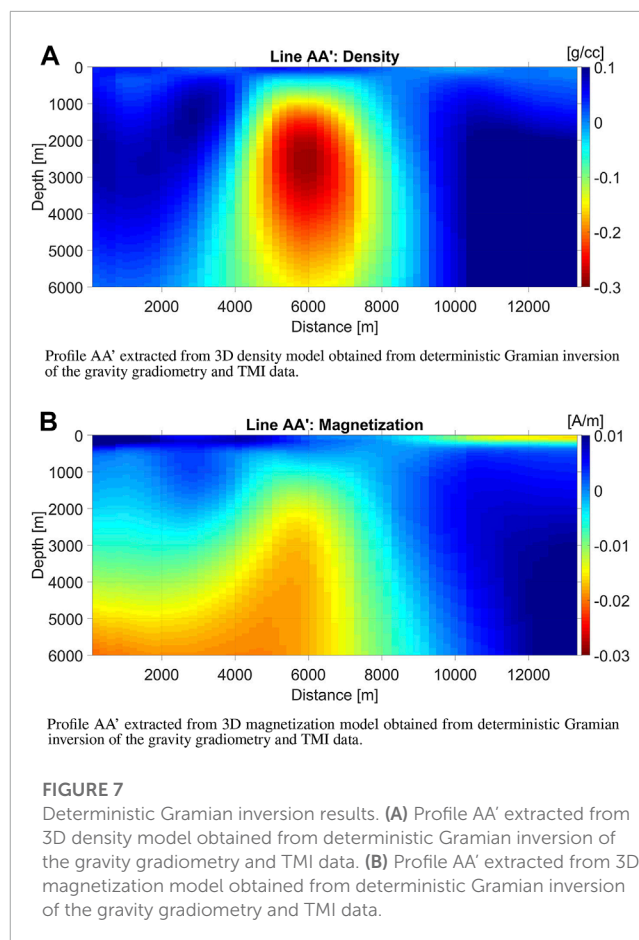 A
Line AA': Density
[g/cc]
0
1000
2000
3000
4000
5000
6000
Depth [m]
0.1
0
-0.1
-0.2
-0.3
2000 4000 6000 8000 10000 12000
Distance [m]
Profile AA' extracted from 3D density model obtained from deterministic Gramian inversion
of the gravity gradiometry and TMI data.
B
Line AA': Magnetization
[A/m]
0
1000
2000
3000
4000
5000
6000
Depth [m]
0.01
0
-0.01
-0.02
-0.03
2000 4000 6000 8000 10000 12000
Distance [m]
Profile AA' extracted from 3D magnetization model obtained from deterministic Gramian
inversion of the gravity gradiometry and TMI data.
FIGURE 7
Deterministic Gramian inversion results. (A) Profile AA' extracted from
3D density model obtained from deterministic Gramian inversion of
the gravity gradiometry and TMI data. (B) Profile AA' extracted from 3D
magnetization model obtained from deterministic Gramian inversion
of the gravity gradiometry and TMI data.